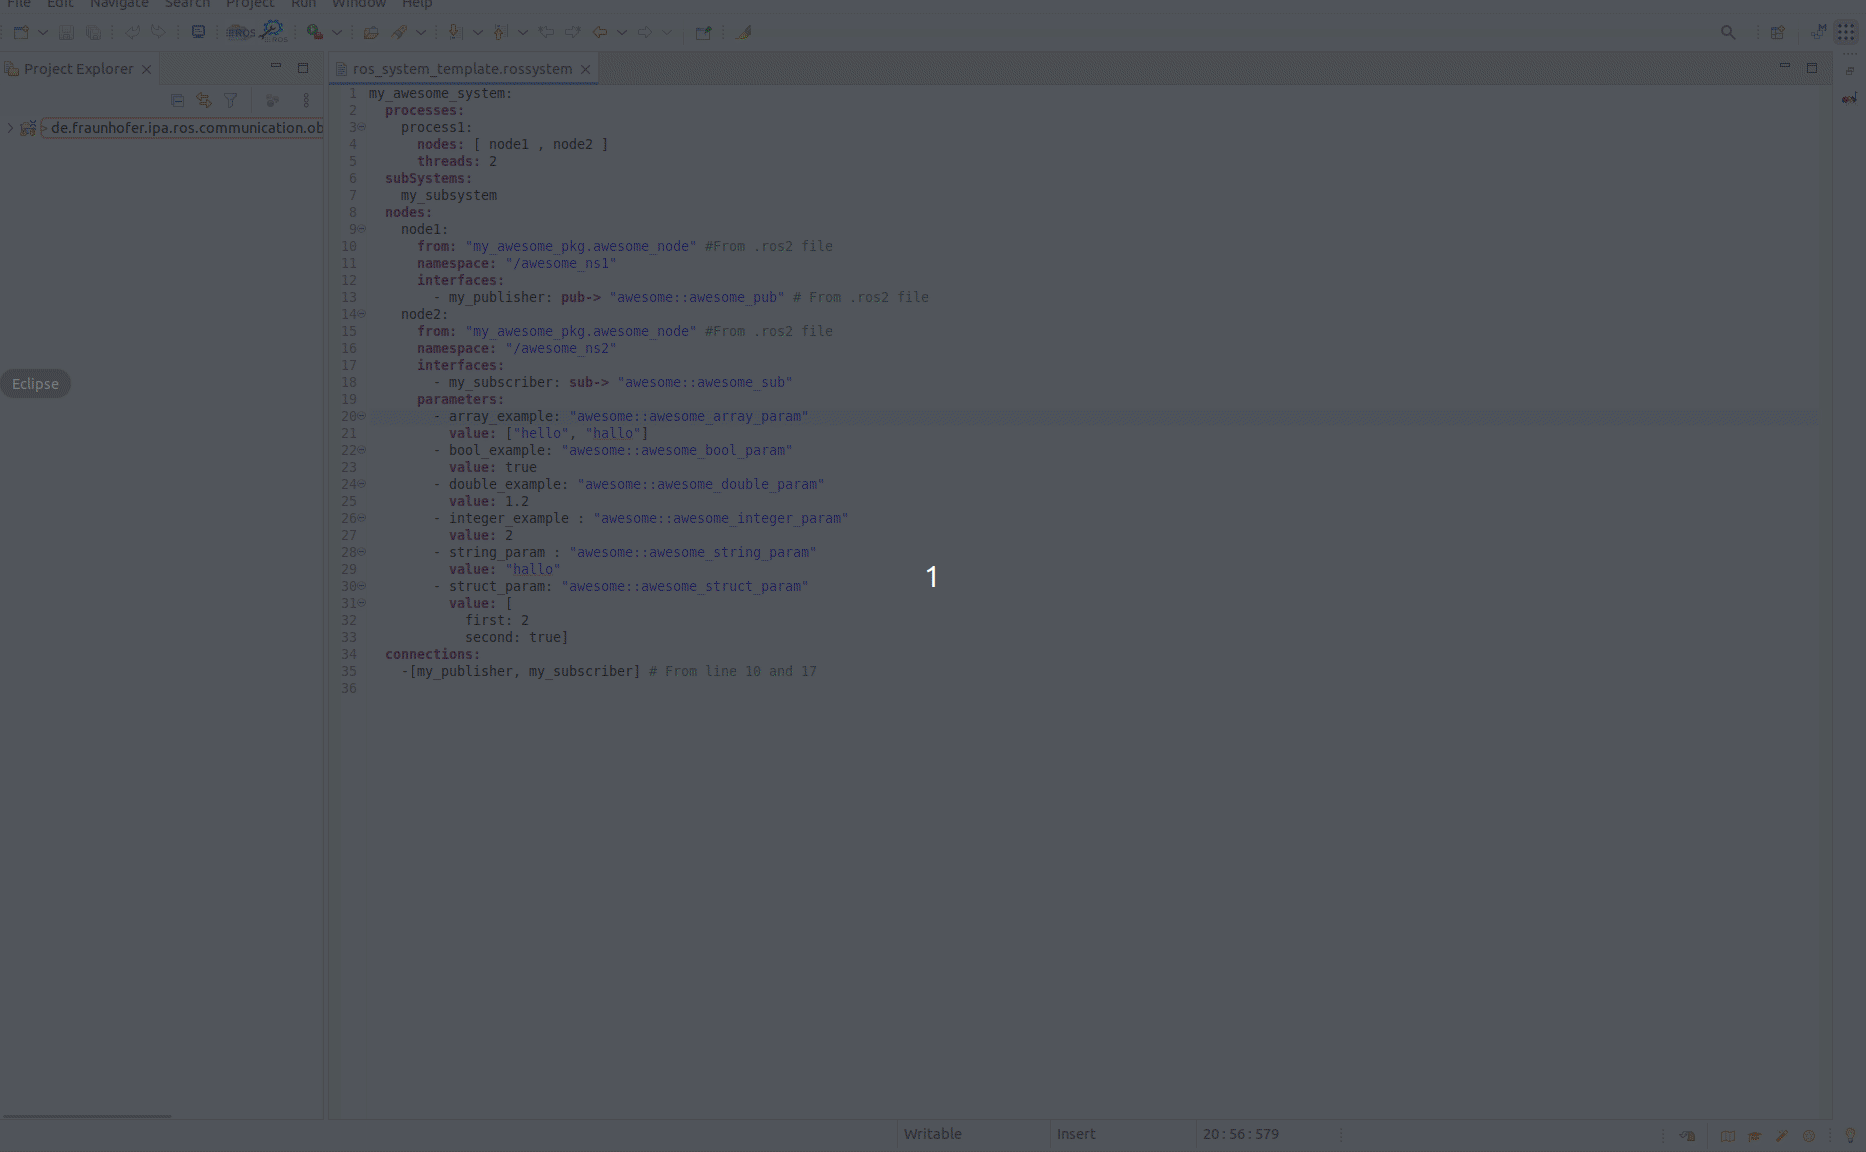 File Edit Navigate Search Project Run Window Help
Project Explorer
ros_system_template.rossystem
de.fraunhofer.ipa.ros.communication.ob
1 my_awesome_system:
2   processes:
3     process1:
4       nodes: [ node1 , node2 ]
5       threads: 2
6   subSystems:
7     my_subsystem
8   nodes:
9     node1:
10       from: "my_awesome_pkg.awesome_node" #From .ros2 file
11       namespace: "/awesome_ns1"
12       interfaces:
13         - my_publisher: pub-> "awesome::awesome_pub" # From .ros2 file
14     node2:
15       from: "my_awesome_pkg.awesome_node" #From .ros2 file
16       namespace: "/awesome_ns2"
17       interfaces:
18         - my_subscriber: sub-> "awesome::awesome_sub"
19       parameters:
20         - array_example: "awesome::awesome_array_param"
21           value: ["hello", "hallo"]
22         - bool_example: "awesome::awesome_bool_param"
23           value: true
24         - double_example: "awesome::awesome_double_param"
25           value: 1.2
26         - integer_example : "awesome::awesome_integer_param"
27           value: 2
28         - string_param : "awesome::awesome_string_param"
29           value: "hallo"
30         - struct_param: "awesome::awesome_struct_param"
31           value: [
32             first: 2
33             second: true]
34   connections:
35     -[my_publisher, my_subscriber] # From line 10 and 17
36
Eclipse
1
Writable Insert 20:56:579